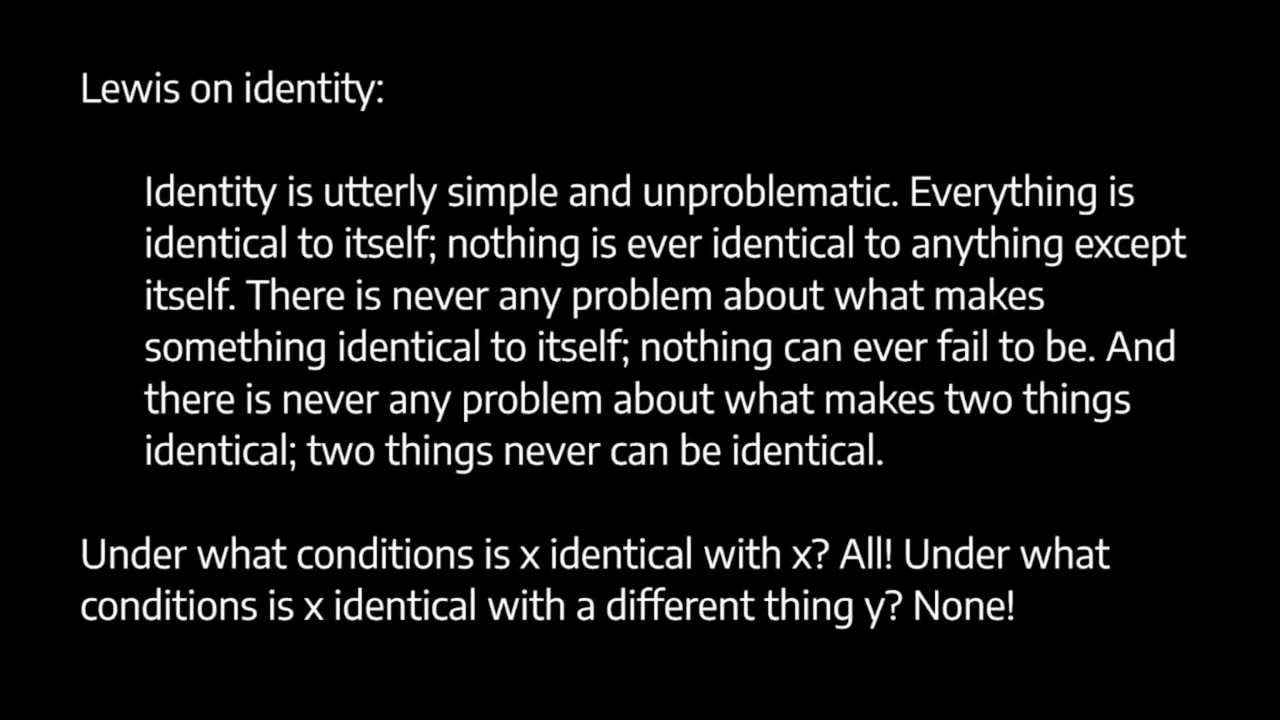 Lewis on identity:
Identity is utterly simple and unproblematic. Everything is
identical to itself; nothing is ever identical to anything except
itself. There is never any problem about what makes
something identical to itself; nothing can ever fail to be. And
there is never any problem about what makes two things
identical; two things never can be identical.
Under what conditions is x identical with x? All! Under what
conditions is x identical with a different thing y? None!